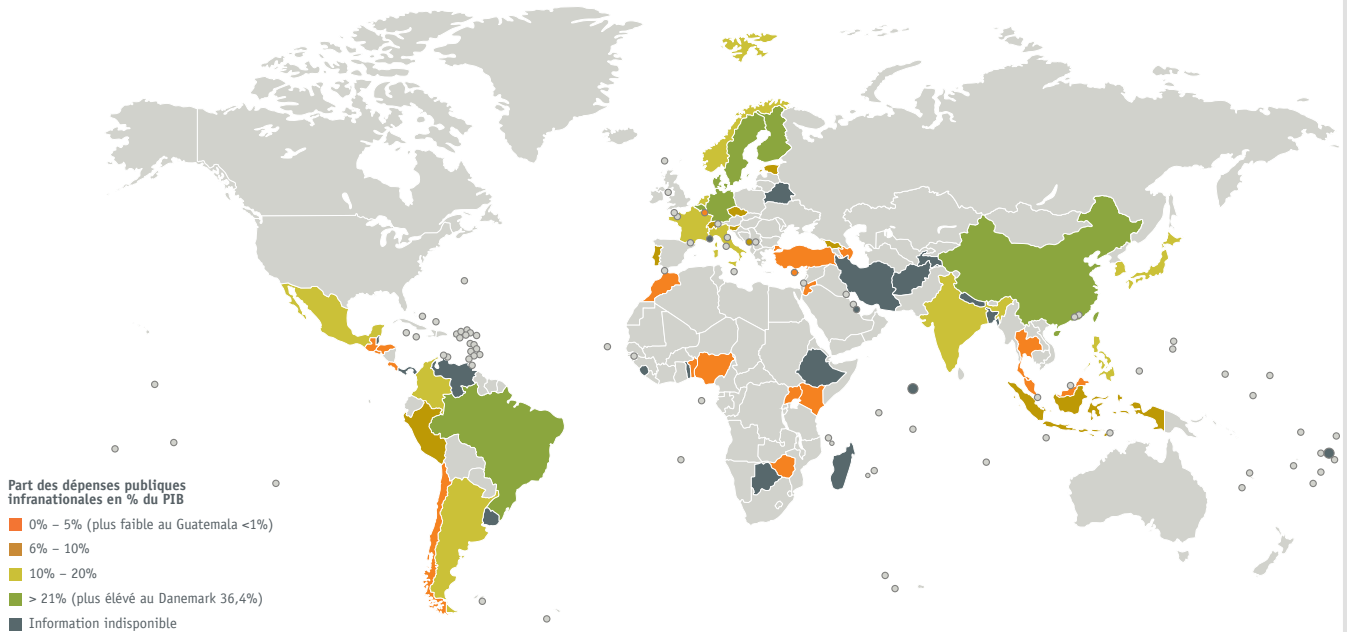 Part des dépenses publiques
infranationales en % du PIB
0% – 5% (plus faible au Guatemala <1%)
6% – 10%
10% – 20%
> 21% (plus élévé au Danemark 36,4%)
Information indisponible